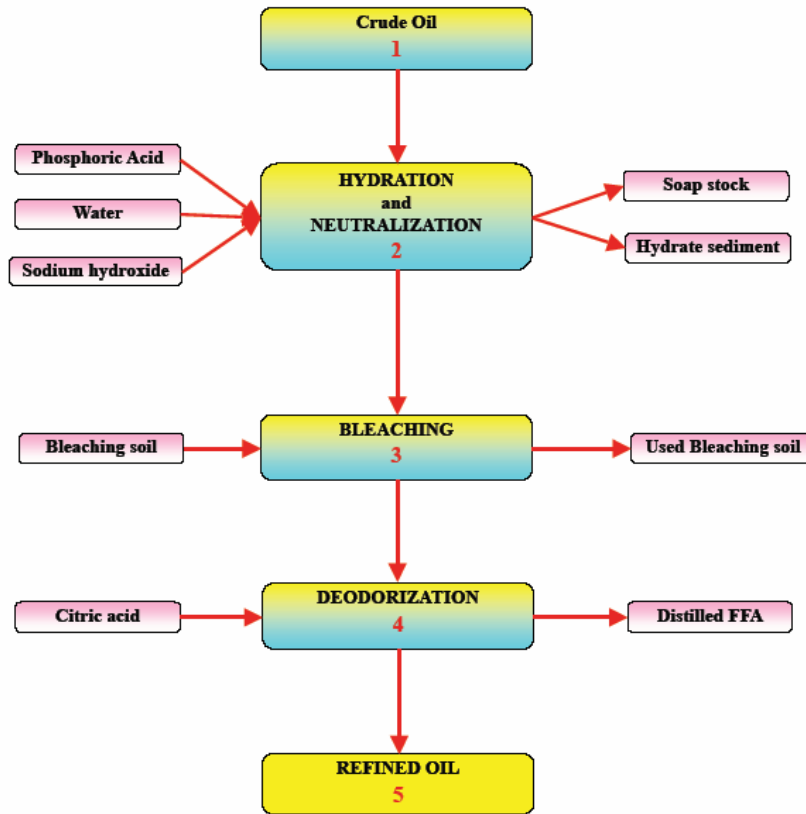 Crude Oil
1
Phosphoric Acid
Water
Sodium hydroxide
HYDRATION
and
NEUTRALIZATION
2
Soap stock
Hydrate sediment
Bleaching soil
BLEACHING
3
Used Bleaching soil
Citric acid
DEODORIZATION
4
Distilled FFA
REFINED OIL
5